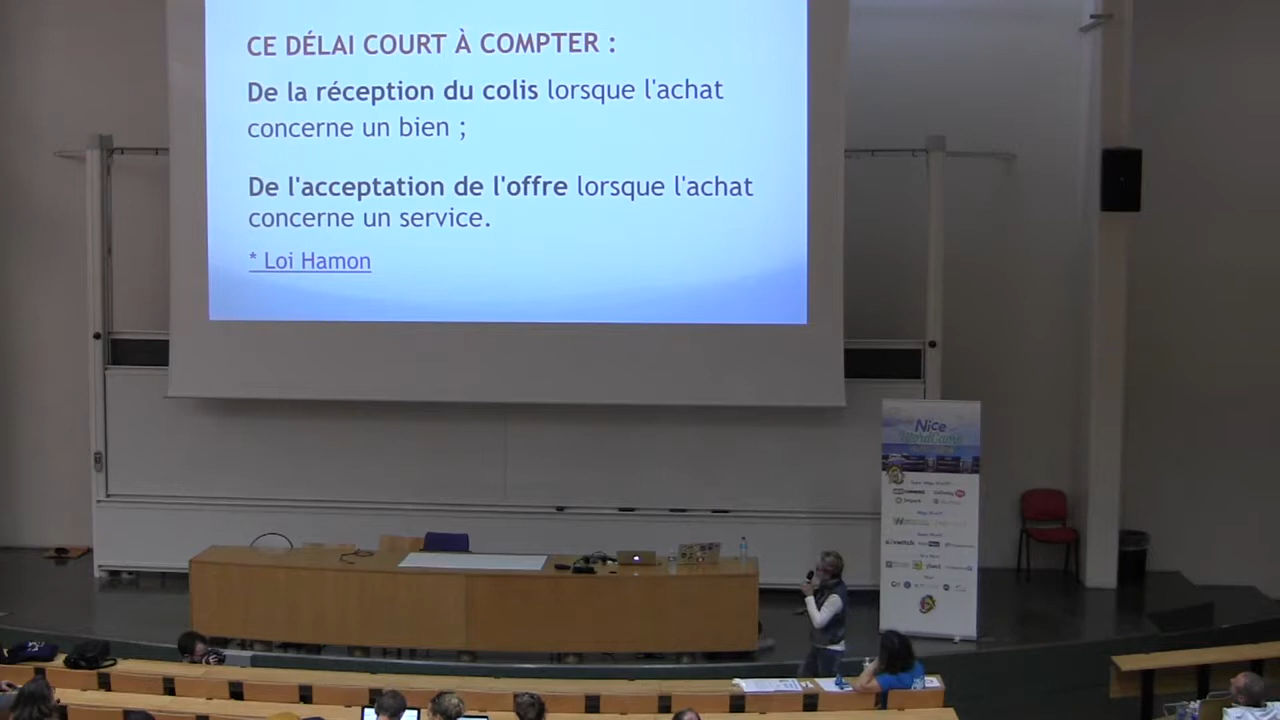 CE DÉLAI COURT À COMPTER :
De la réception du colis lorsque l'achat
concerne un bien ;
De l'acceptation de l'offre lorsque l'achat
concerne un service.
* Loi Hamon
Nice
WordCamp